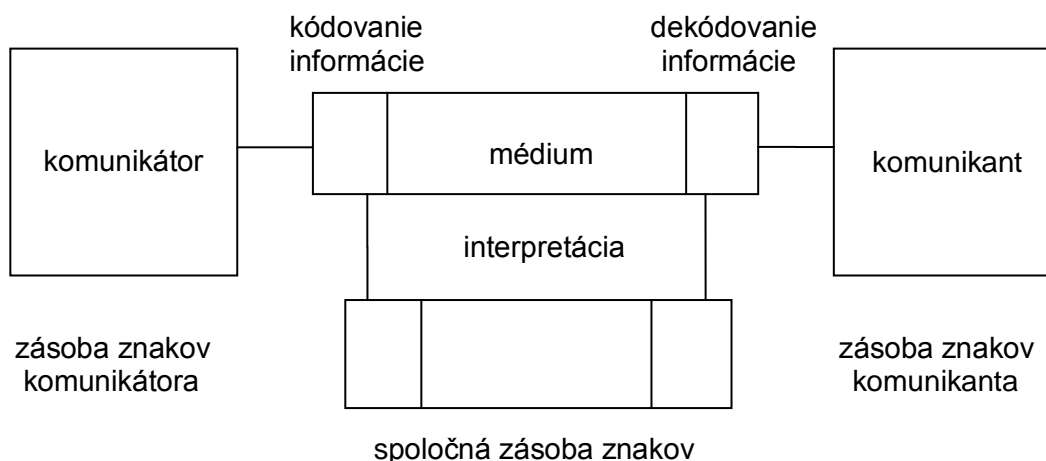 kódovanie
informácie
dekódovanie
informácie
komunikátor
médium
komunikant
interpretácia
zásoba znakov
komunikátora
zásoba znakov
komunikanta
spoločná zásoba znakov